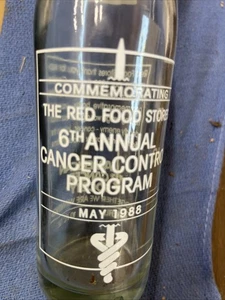 COMMEMORATING
THE RED FOOD STORES
6TH ANNUAL
CANCER CONTROL
PROGRAM
MAY 1988